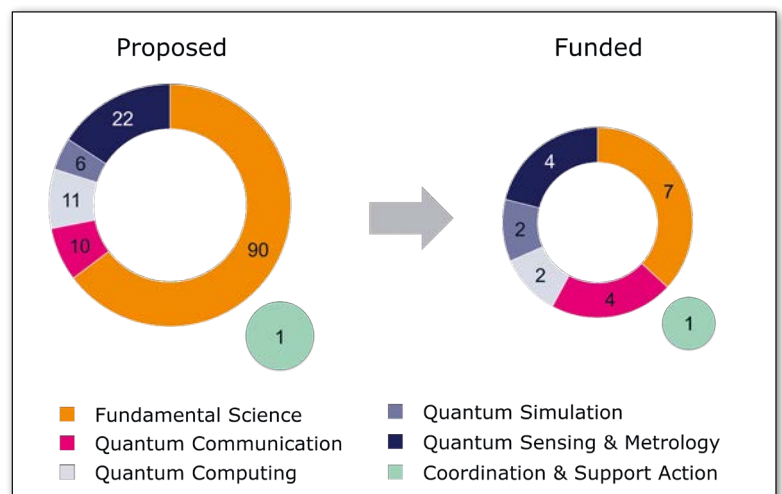 Proposed
Funded
22
6
11
10
90
1
4
2
2
4
7
1
Fundamental Science
Quantum Communication
Quantum Computing
Quantum Simulation
Quantum Sensing & Metrology
Coordination & Support Action